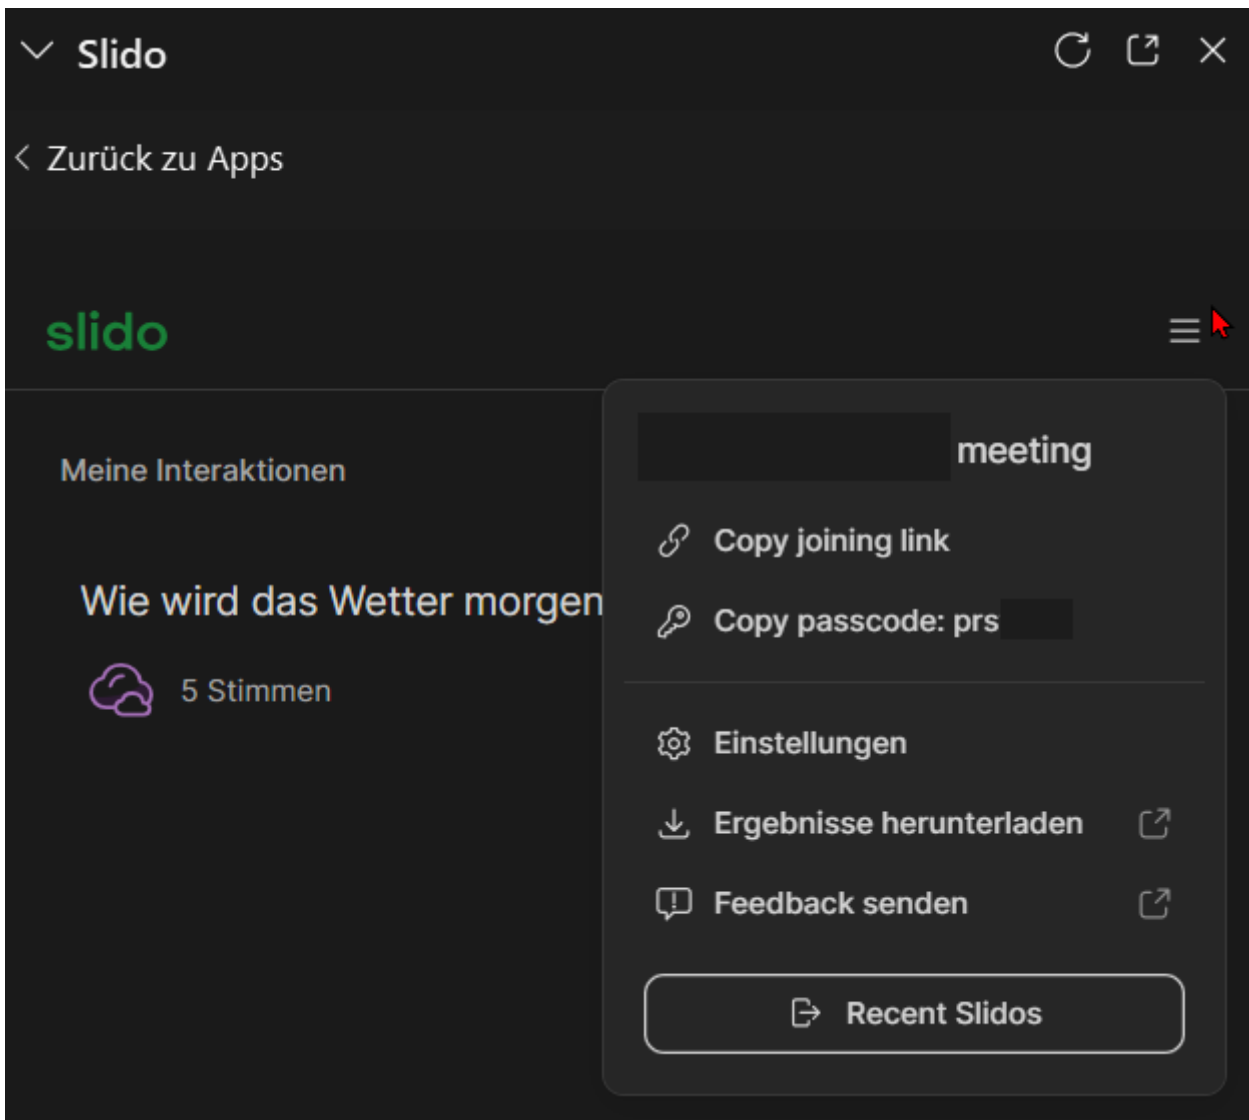 Slido
Zurück zu Apps
slido
meeting
Meine Interaktionen
Copy joining link
Wie wird das Wetter morgen
Copy passcode: prs
5 Stimmen
Einstellungen
Ergebnisse herunterladen
Feedback senden
Recent Slidos